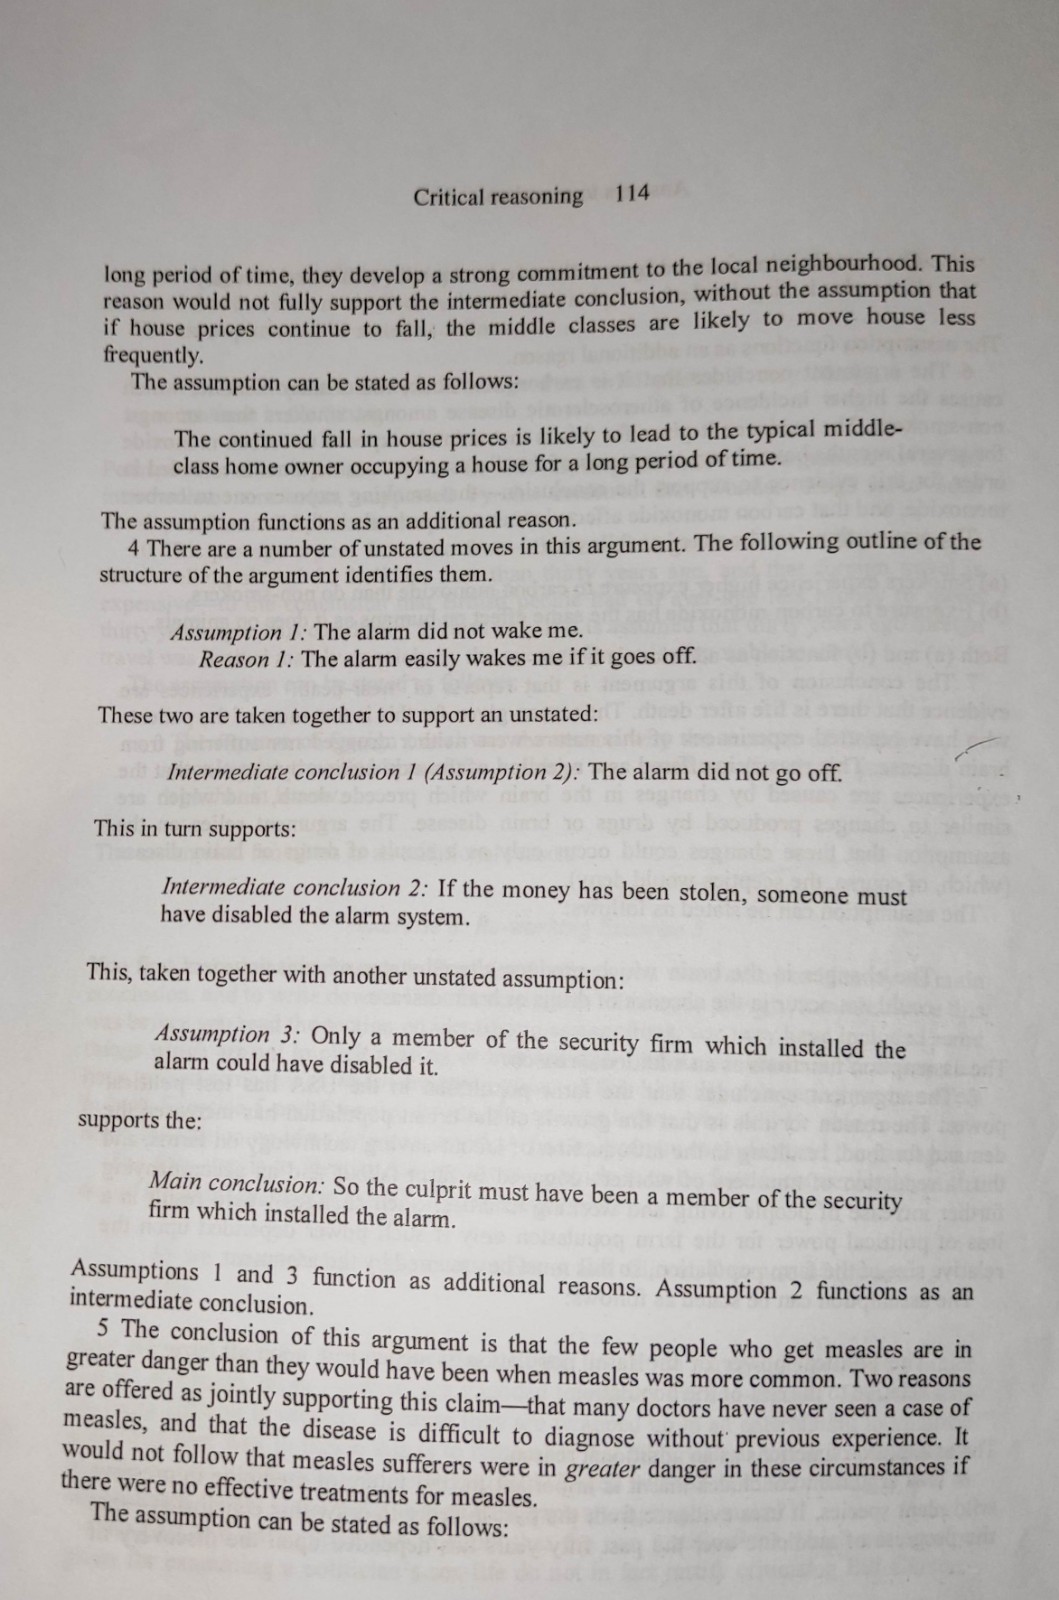 Critical reasoning 114
long period of time, they develop a strong commitment to the local neighbourhood. This
reason would not fully support the intermediate conclusion, without the assumption that
if house prices continue to fall, the middle classes are likely to move house less
frequently.
The assumption can be stated as follows:
The continued fall in house prices is likely to lead to the typical middle-
class home owner occupying a house for a long period of time.
The assumption functions as an additional reason.
4 There are a number of unstated moves in this argument. The following outline of the
structure of the argument identifies them.
Assumption 1: The alarm did not wake me.
Reason 1: The alarm easily wakes me if it goes off.
These two are taken together to support an unstated:
Intermediate conclusion 1 (Assumption 2): The alarm did not go off.
This in turn supports:
Intermediate conclusion 2: If the money has been stolen, someone must
have disabled the alarm system.
This, taken together with another unstated assumption:
Assumption 3: Only a member of the security firm which installed the
alarm could have disabled it.
supports the:
Main conclusion: So the culprit must have been a member of the security
firm which installed the alarm.
Assumptions 1 and 3 function as additional reasons. Assumption 2 functions as an
intermediate conclusion.
5 The conclusion of this argument is that the few people who get measles are in
greater danger than they would have been when measles was more common. Two reasons
are offered as jointly supporting this claim—that many doctors have never seen a case of
measles, and that the disease is difficult to diagnose without previous experience. It
would not follow that measles sufferers were in greater danger in these circumstances if
there were no effective treatments for measles.
The assumption can be stated as follows: